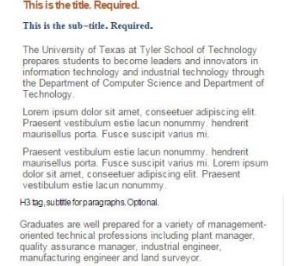 This is the title. Required.
This is the sub-title. Required.
The University of Texas at Tyler School of Technology
prepares students to become leaders and innovators in
information technology and industrial technology through
the Department of Computer Science and Department of
Technology.
Lorem ipsum dolor sit amet, conseetuer adipiscing elit.
Praesent vestibulum estie lacun nonummy. hendrerit
maurisellus porta. Fusce suscipit varius mi.
Praesent vestibulum estie lacun nonummy. hendrerit
maurisellus porta. Fusce suscipit varius mi. Lorem ipsum
dolor sit amet, conseetuer adipiscing elit. Praesent
vestibulum estie lacun nonummy
H3 tag, subtitle for paragraphs. Optional.
Graduates are well prepared for a variety of management-
oriented technical professions including plant manager,
quality assurance manager, industrial engineer,
manufacturing engineer and land surveyor.